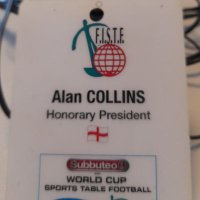 F.I.S.T.F.
Alan COLLINS
Honorary President
Subbuteo
WORLD CUP
SPORTS TABLE FOOTBALL